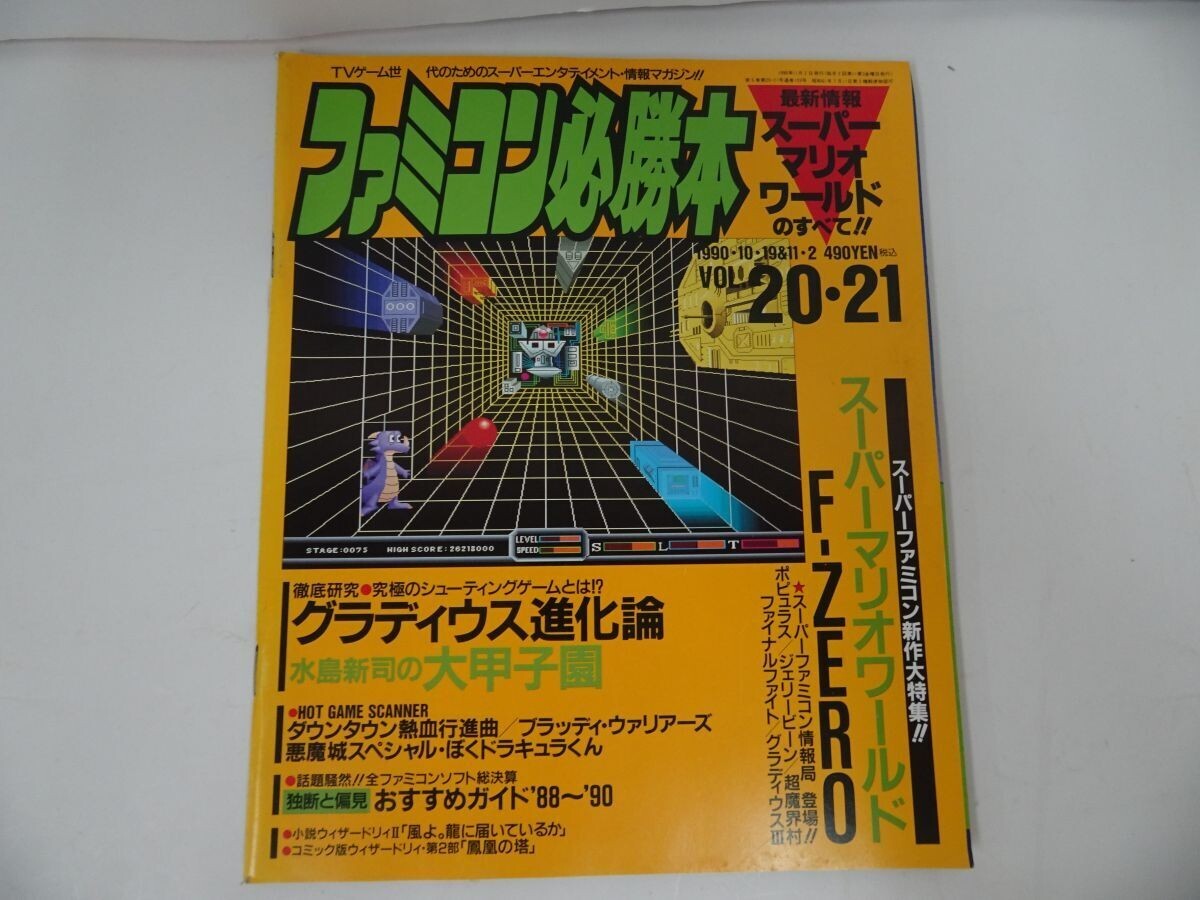 TVゲーム世 代のためのスーパーエンタテイメント・情報マガジン!!
ファミコン必勝本
最新情報
スーパー
マリオ
ワールド
のすべて!!
1990・10・19&11・2 490YEN税込
VOL. 20・21
STAGE:0075 HIGH SCORE:26218000
LEVEL
SPEED
S L T
スーパーファミコン新作大特集!!
スーパーマリオワールド
F-ZERO
★スーパーファミコン情報局 登場!!
ポピュラス/ジェリービーン/超魔界村
ファイナルファイト/グラディウスIII
徹底研究●究極のシューティングゲームとは!?
グラディウス進化論
水島新司の大甲子園
●HOT GAME SCANNER
ダウンタウン熱血行進曲/ブラッディ・ウァリアーズ
悪魔城スペシャル・ぼくドラキュラくん
●話題騒然!!全ファミコンソフト総決算
独断と偏見 おすすめガイド'88〜'90
●小説ウィザードリィII「風よ。龍に届いているか」
●コミック版ウィザードリィ・第2部「鳳凰の塔」